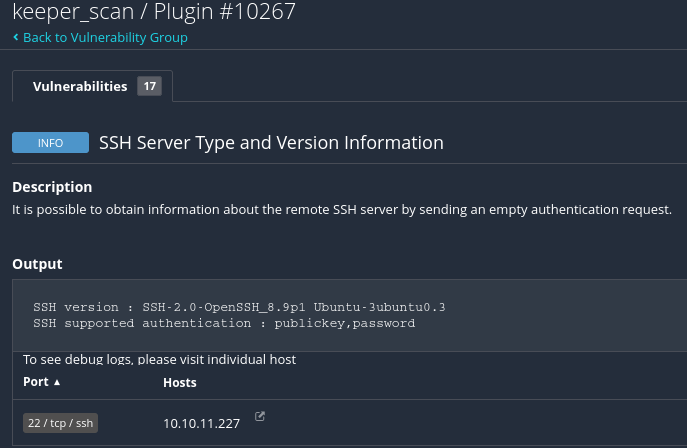 keeper_scan / Plugin #10267
‹ Back to Vulnerability Group
Vulnerabilities 17
INFO SSH Server Type and Version Information
Description
It is possible to obtain information about the remote SSH server by sending an empty authentication request.
Output
SSH version : SSH-2.0-OpenSSH_8.9p1 Ubuntu-3ubuntu0.3
SSH supported authentication : publickey,password
To see debug logs, please visit individual host
Port ▲ Hosts
22 / tcp / ssh 10.10.11.227